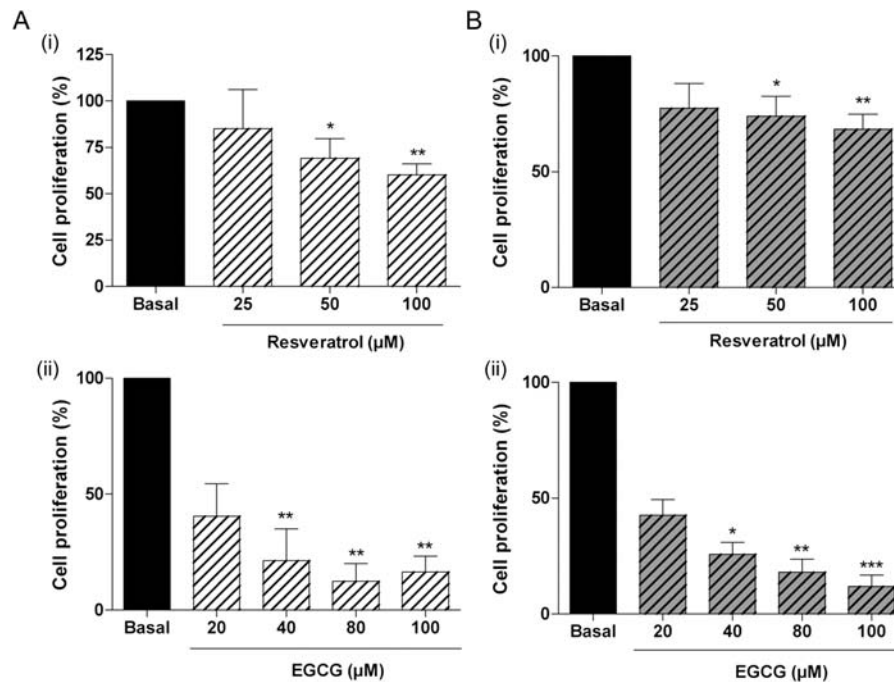 A
(i)
Cell proliferation (%)
125
100
75
50
25
0
*
**
Basal 25 50 100
Resveratrol (µM)
(ii)
Cell proliferation (%)
100
50
0
** ** **
Basal 20 40 80 100
EGCG (µM)
B
(i)
Cell proliferation (%)
100
50
0
*
**
Basal 25 50 100
Resveratrol (µM)
(ii)
Cell proliferation (%)
100
50
0
*
**
***
Basal 20 40 80 100
EGCG (µM)